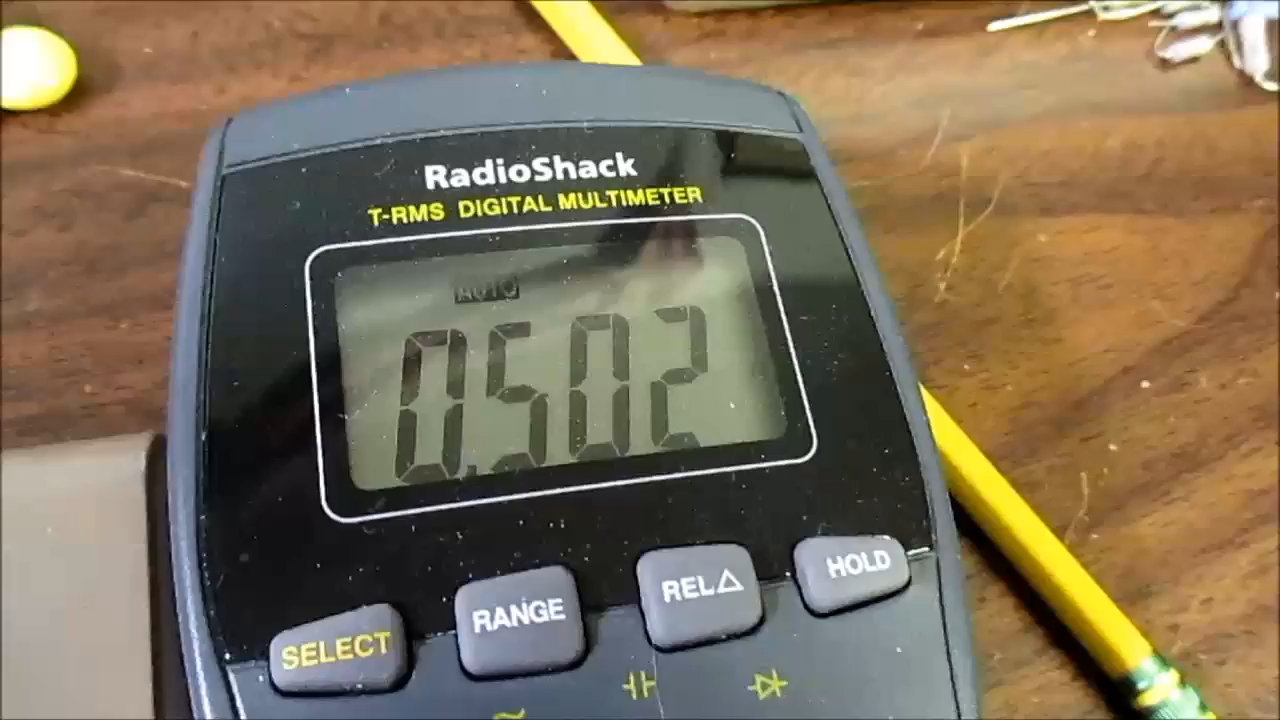 RadioShack
T-RMS DIGITAL MULTIMETER
AUTO
0.502
SELECT RANGE REL△ HOLD